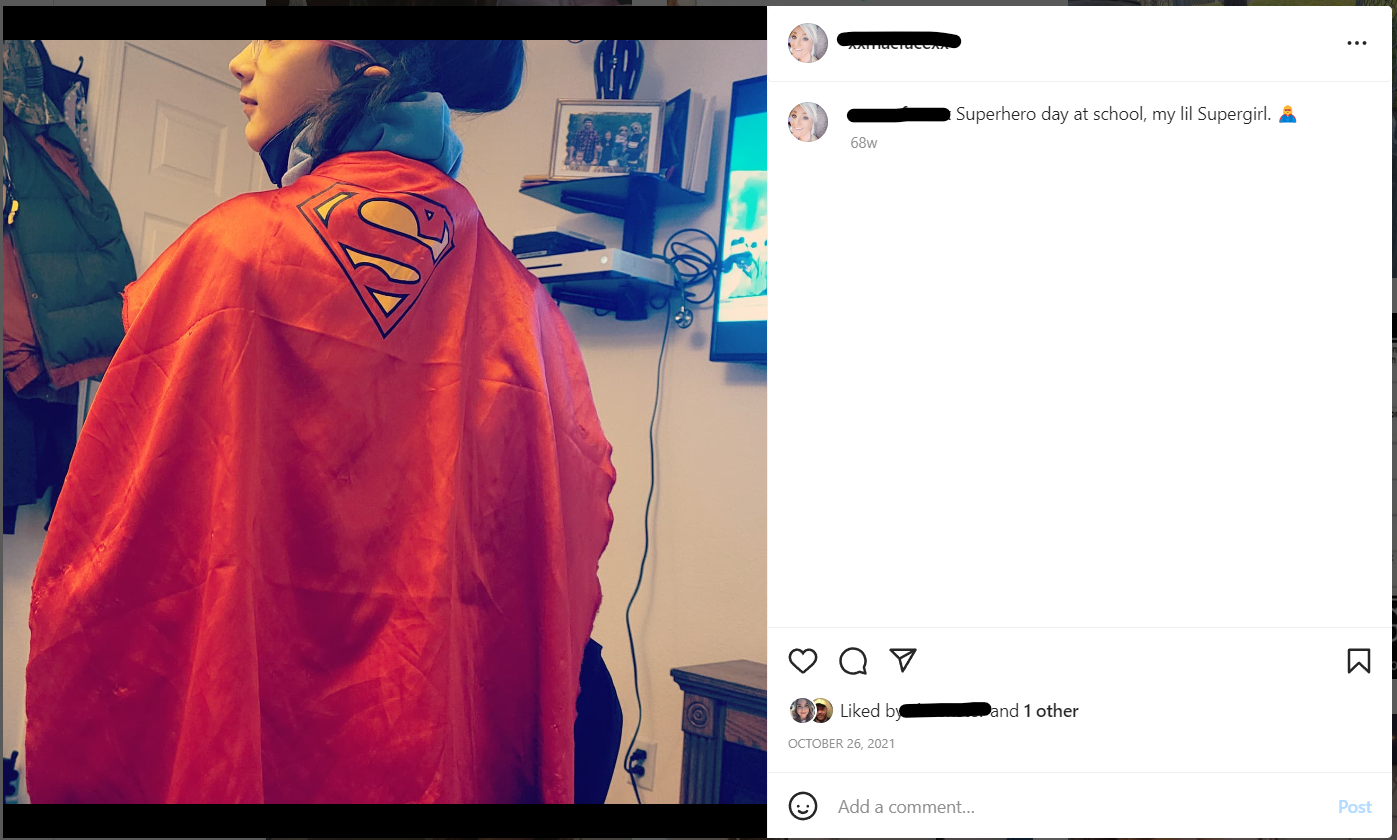 Superhero day at school, my lil Supergirl. 🦸‍♀️
68w
Liked by and 1 other
OCTOBER 26, 2021
Add a comment... Post
S